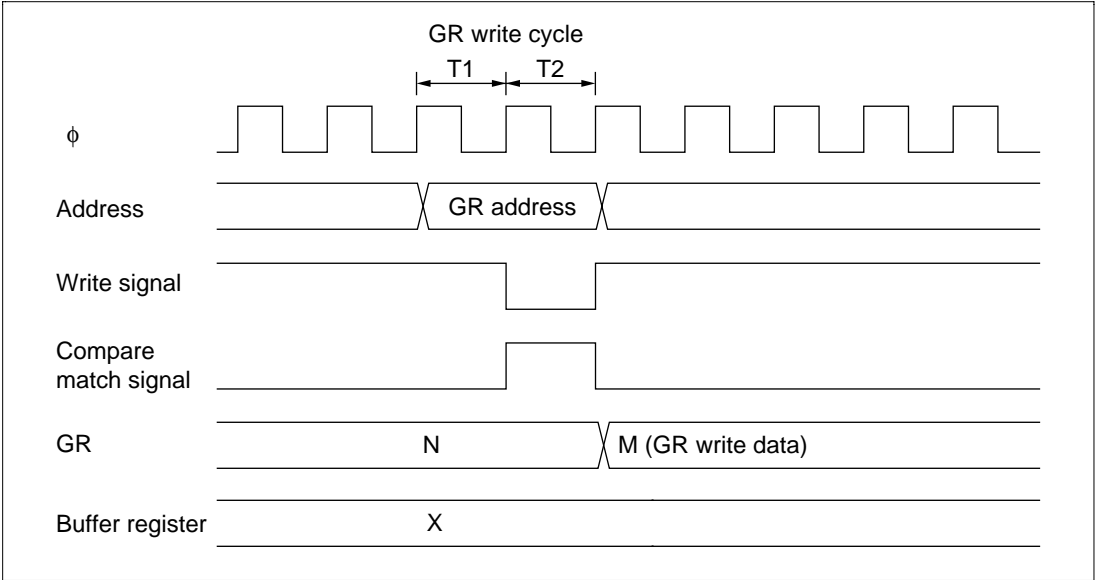 GR write cycle
T1 T2
ϕ
Address GR address
Write signal
Compare
match signal
GR N M (GR write data)
Buffer register X